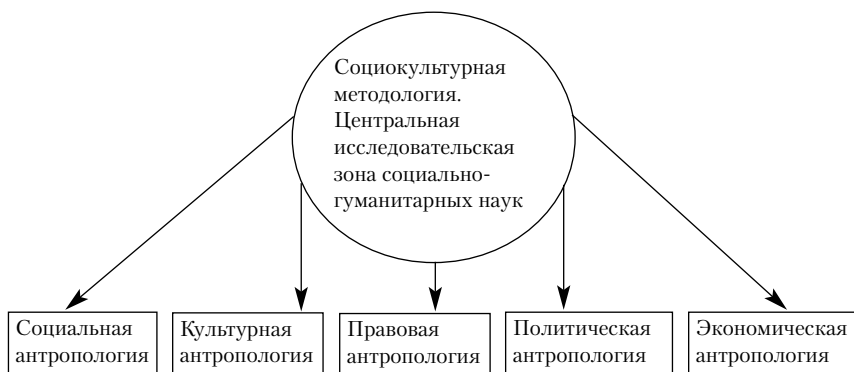 Социокультурная
методология.
Центральная
исследовательская
зона социально-
гуманитарных наук
Социальная
антропология
Культурная
антропология
Правовая
антропология
Политическая
антропология
Экономическая
антропология